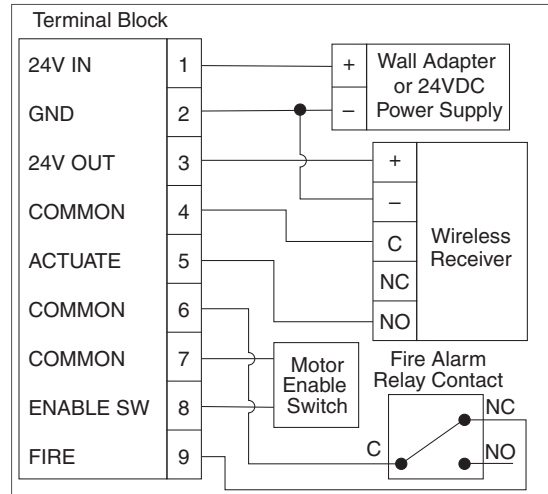 Terminal Block
24V IN 1
GND 2
24V OUT 3
COMMON 4
ACTUATE 5
COMMON 6
COMMON 7
ENABLE SW 8
FIRE 9
+ Wall Adapter
or 24VDC
– Power Supply
+
–
C
NC
NO
Wireless
Receiver
Motor
Enable
Switch
Fire Alarm
Relay Contact
NC
C
NO